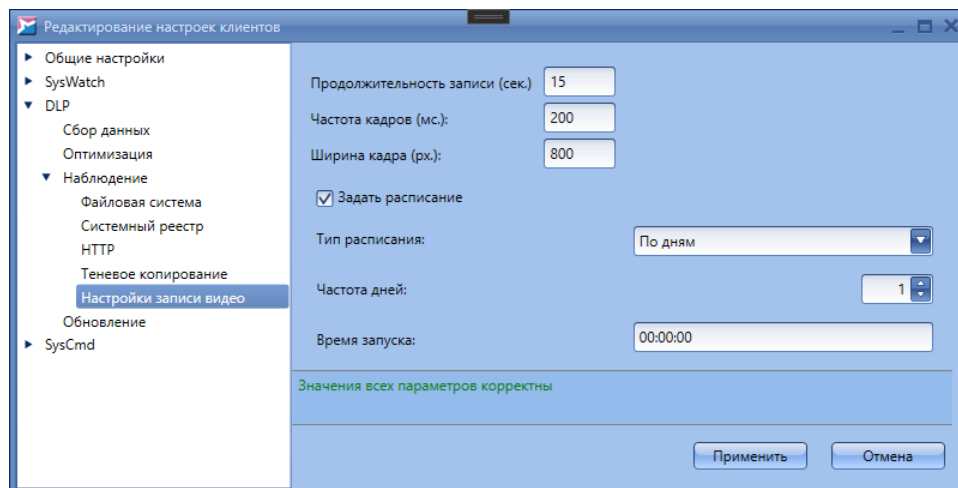 Редактирование настроек клиентов
Общие настройки
SysWatch
DLP
Сбор данных
Оптимизация
Наблюдение
Файловая система
Системный реестр
HTTP
Теневое копирование
Настройки записи видео
Обновление
SysCmd
Продолжительность записи (сек.) 15
Частота кадров (мс.): 200
Ширина кадра (px.): 800
Задать расписание
Тип расписания: По дням
Частота дней: 1
Время запуска: 00:00:00
Значения всех параметров корректны
Применить Отмена